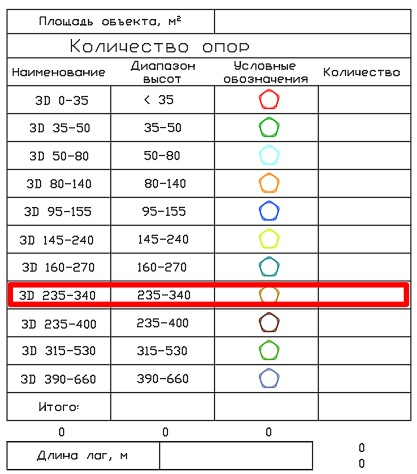 Площадь объекта, м²
Количество опор
Наименование Диапазон высот Условные обозначения Количество
3D 0-35 < 35
3D 35-50 35-50
3D 50-80 50-80
3D 80-140 80-140
3D 95-155 95-155
3D 145-240 145-240
3D 160-270 160-270
3D 235-340 235-340
3D 235-400 235-400
3D 315-530 315-530
3D 390-660 390-660
Итого:
0 0 0
Длина лаг, м 0
0